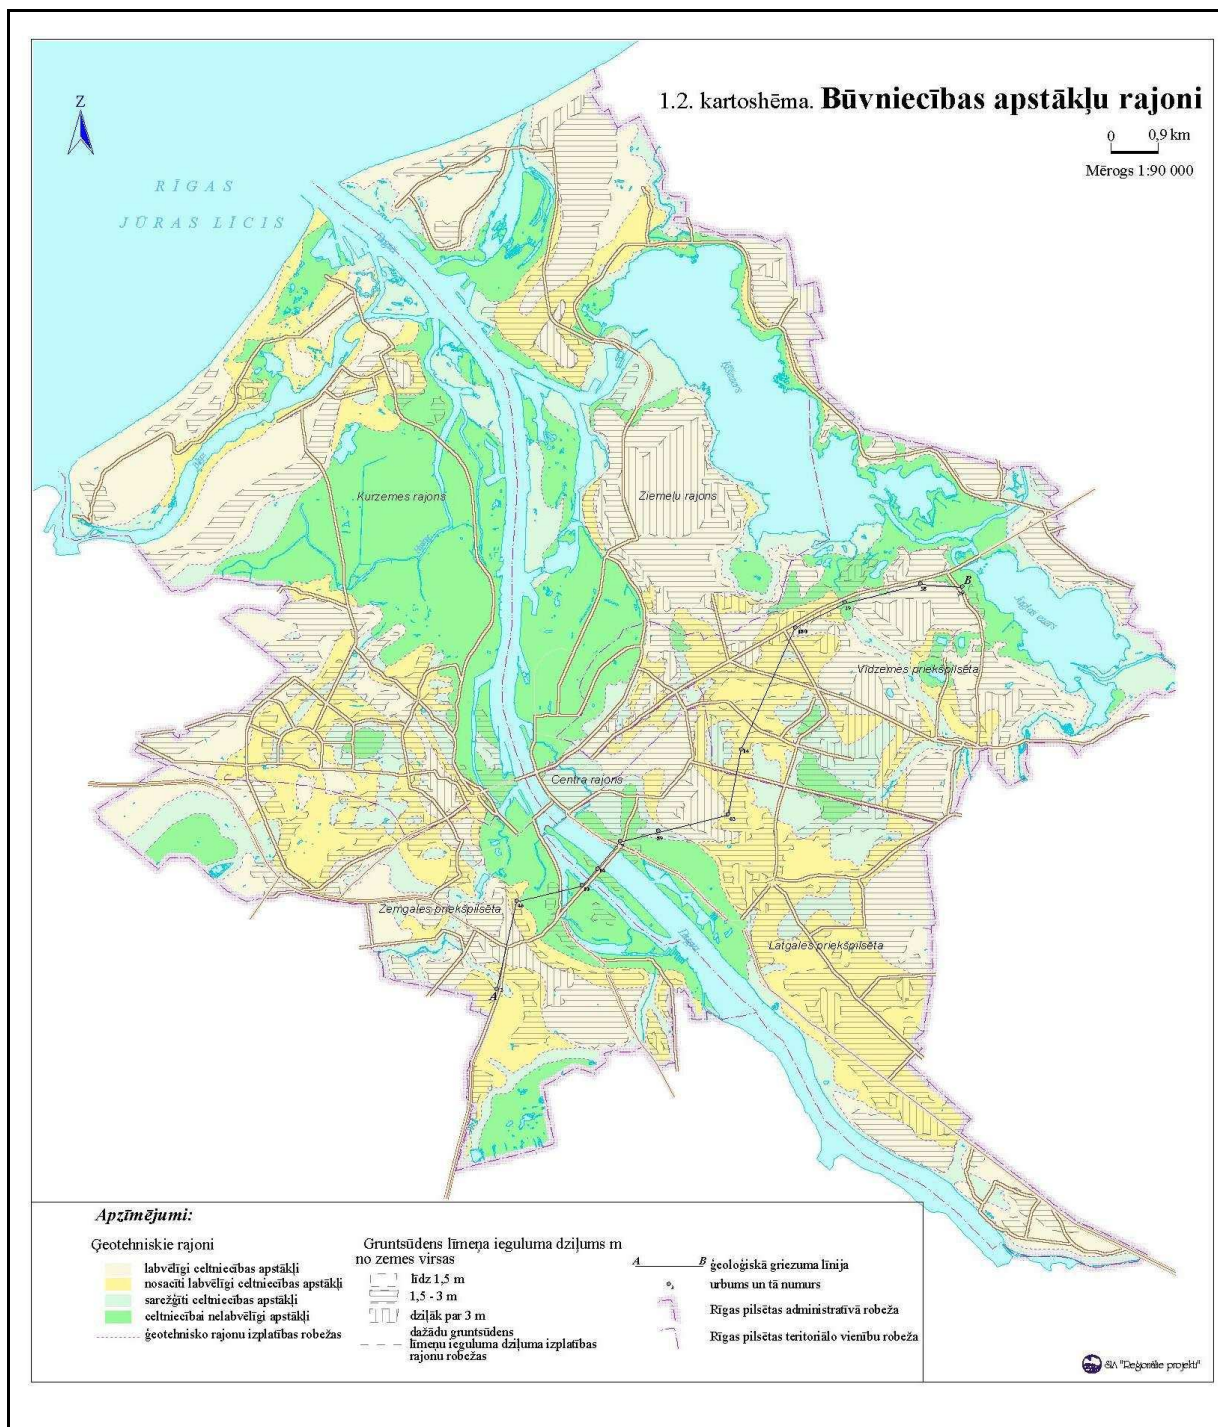 1.2. kartoshēma. Būvniecības apstākļu rajoni
Z
0 0,9 km
Mērogs 1:90 000
RĪGAS
JŪRAS LĪCIS
Kurzemes rajons
Ziemeļu rajons
B
Vidzemes priekšpilsēta
Centra rajons
Zemgales priekšpilsēta
Latgales priekšpilsēta
A
Apzīmējumi:
Ģeotehniskie rajoni
labvēlīgi celtniecības apstākļi
nosacīti labvēlīgi celtniecības apstākļi
sarežģīti celtniecības apstākļi
celtniecībai nelabvēlīgi apstākļi
ģeotehnisko rajonu izplatības robežas
Gruntsūdens līmeņa ieguluma dziļums m
no zemes virsas
līdz 1,5 m
1,5 - 3 m
dziļāk par 3 m
dažādu gruntsūdens
līmeņu ieguluma dziļuma izplatības
rajonu robežas
A B ģeoloģiskā griezuma līnija
urbums un tā numurs
Rīgas pilsētas administratīvā robeža
Rīgas pilsētas teritoriālo vienību robeža
SIA "Reģionālie projekti"